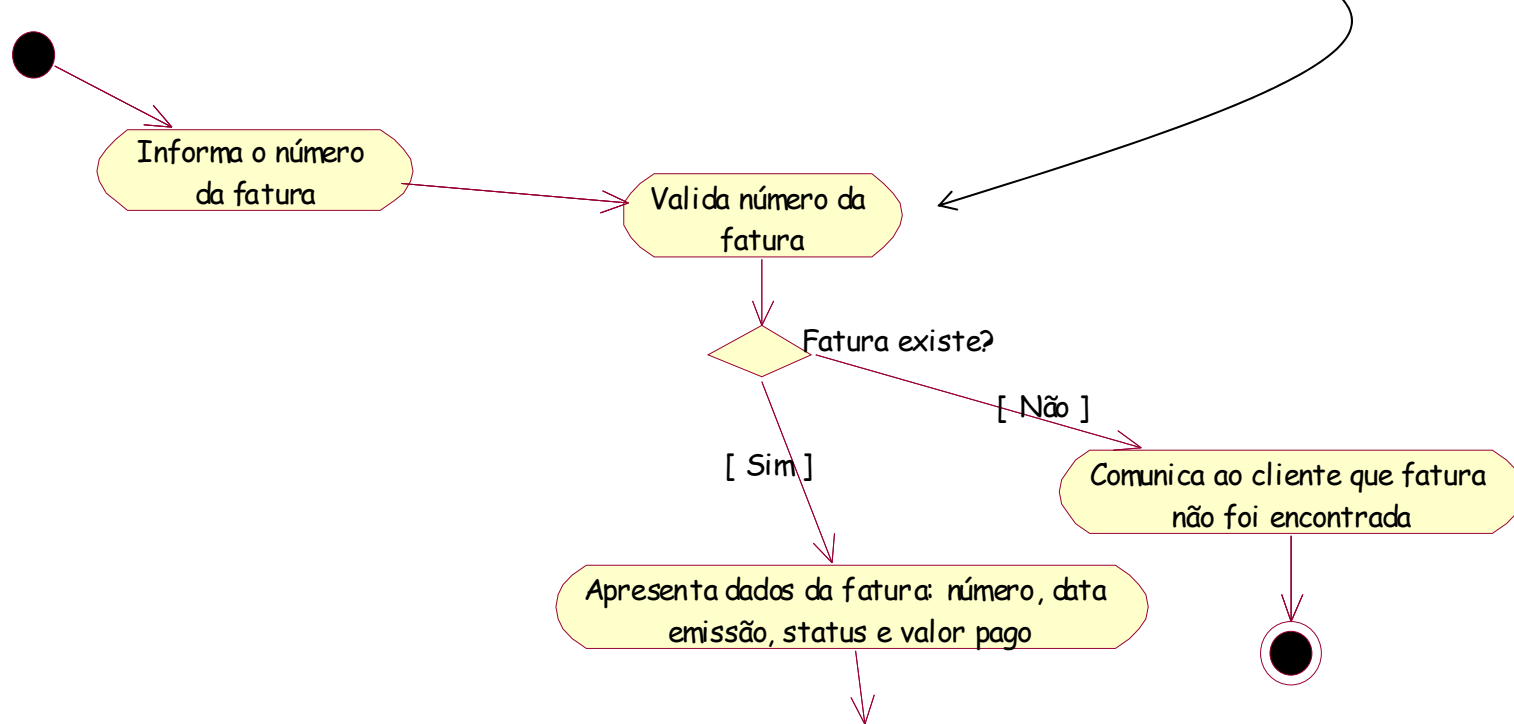 Informa o número
da fatura
Valida número da
fatura
Fatura existe?
[ Não ]
[ Sim ]
Comunica ao cliente que fatura
não foi encontrada
Apresenta dados da fatura: número, data
emissão, status e valor pago